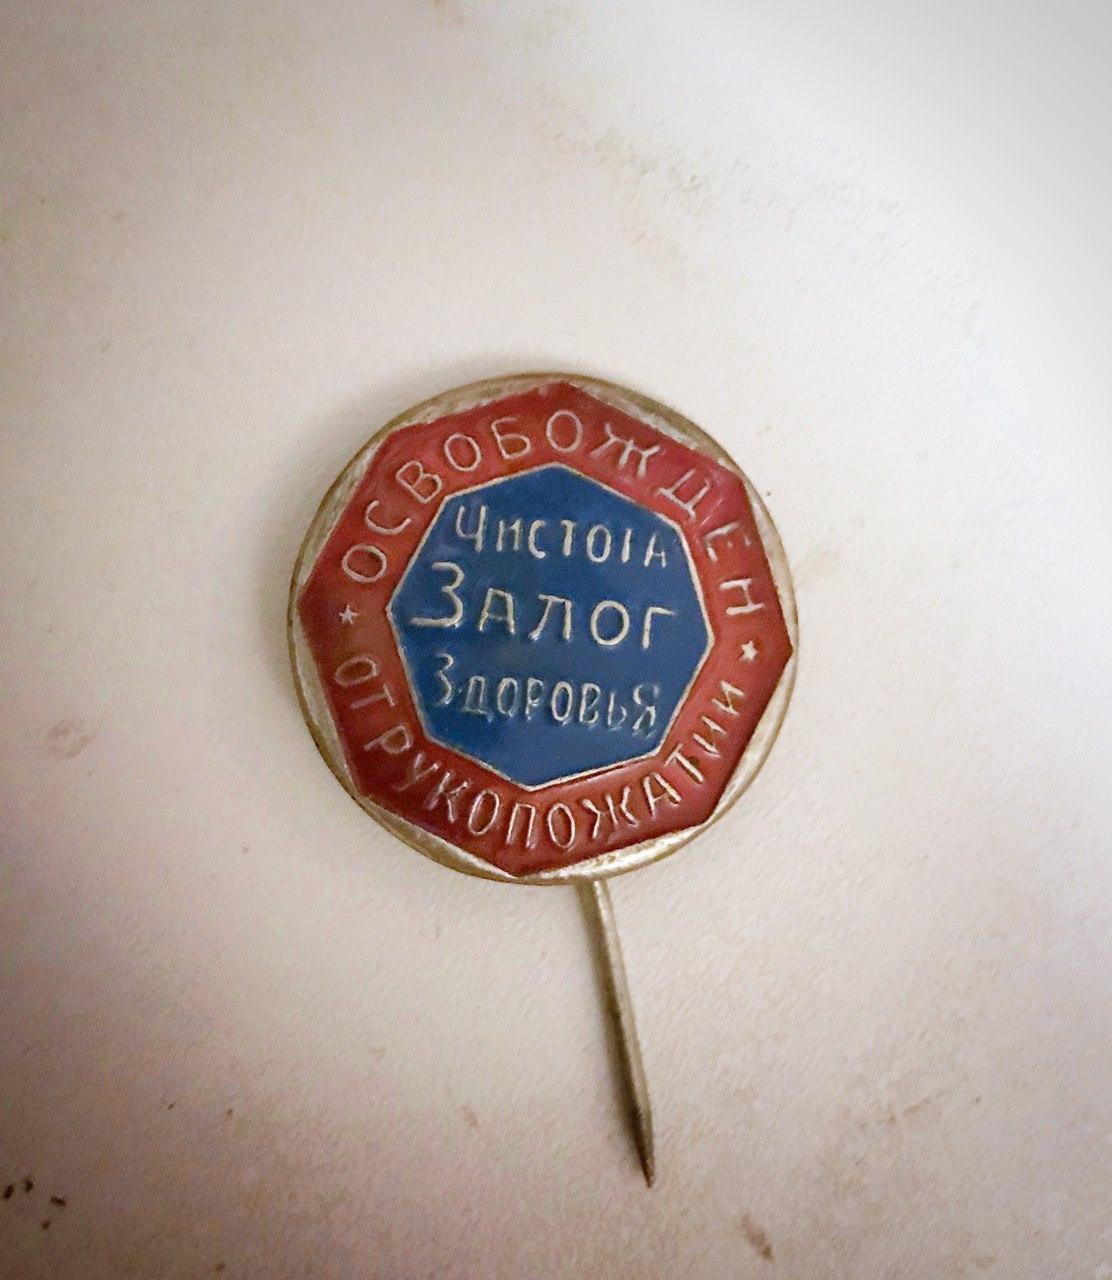 ОСВОБОЖДЕН
ОТ РУКОПОЖАТИИ
Чистота
Залог
Здоровья